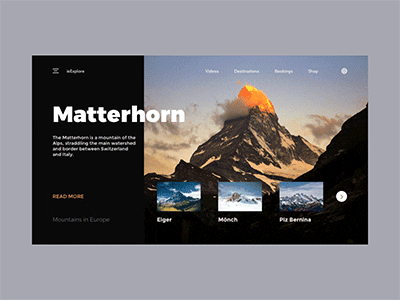 isExplore
Videos Destinations Bookings Shop
Matterhorn
The Matterhorn is a mountain of the
Alps, straddling the main watershed
and border between Switzerland
and Italy.
READ MORE
Mountains in Europe
Eiger Mönch Piz Bernina